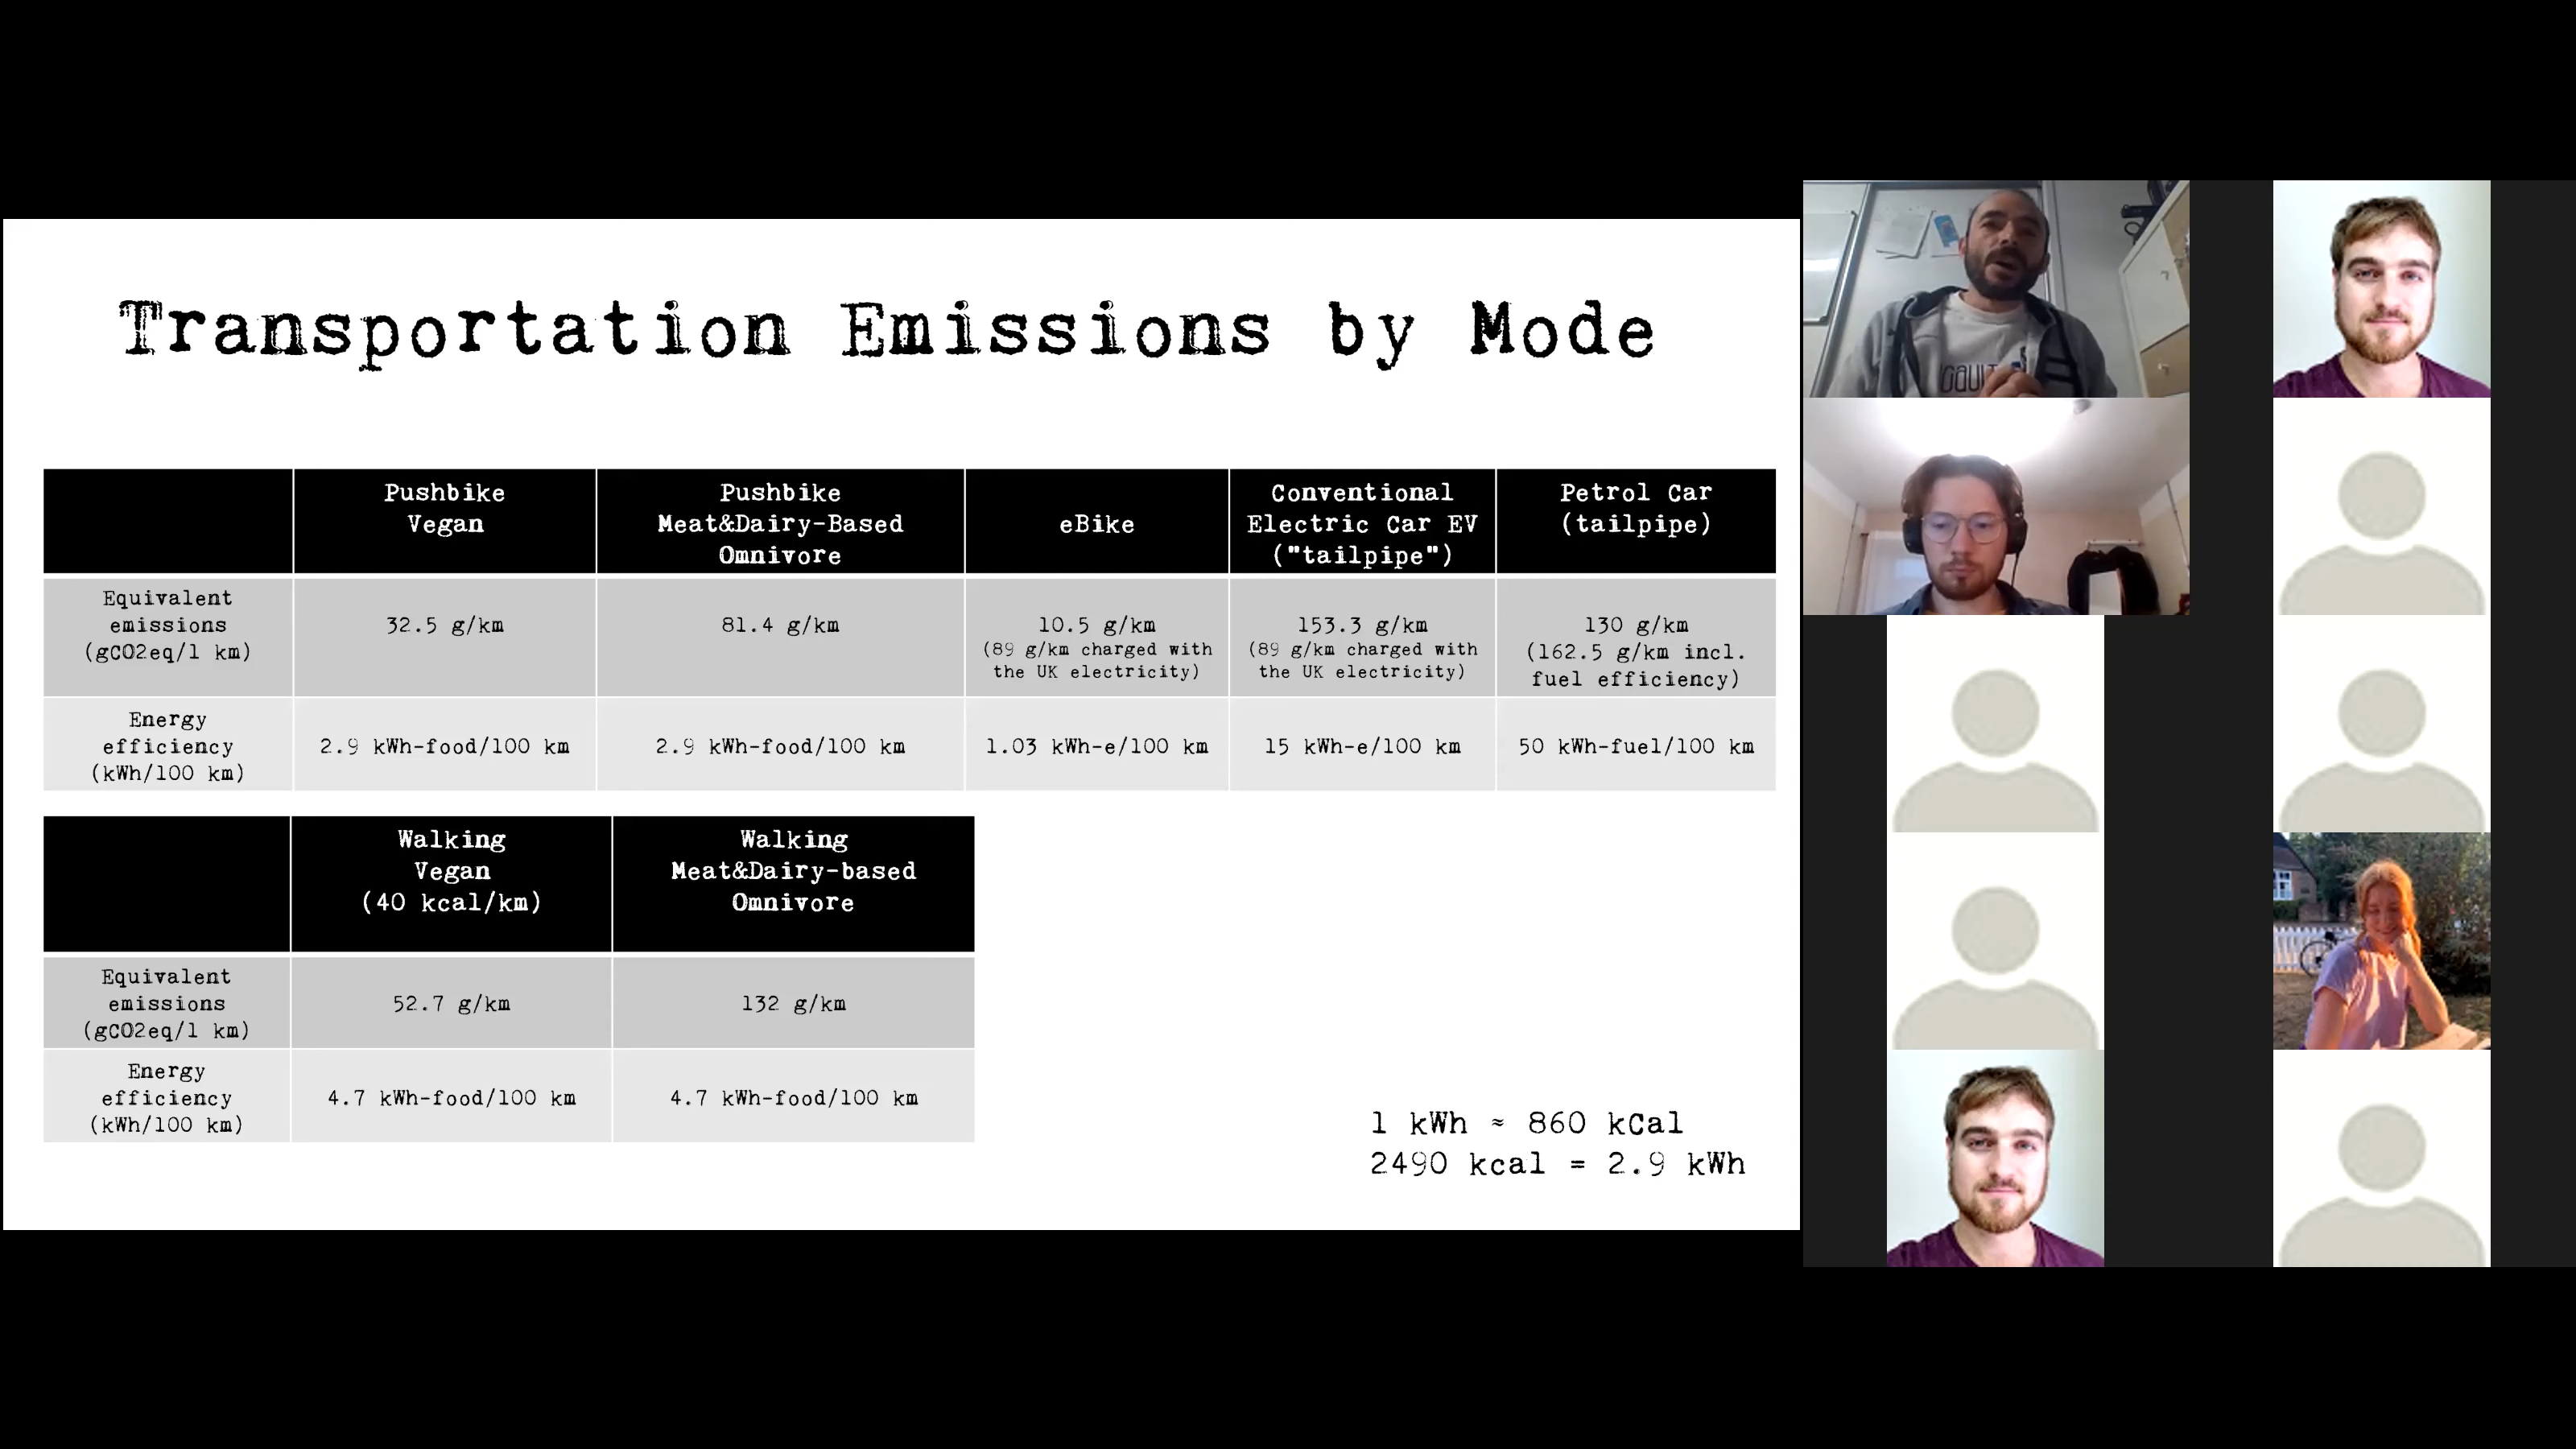 Transportation Emissions by Mode
Pushbike
Vegan
Pushbike
Meat&Dairy-Based
Omnivore
eBike
Conventional
Electric Car EV
("tailpipe")
Petrol Car
(tailpipe)
Equivalent
emissions
(gCO2eq/1 km)
32.5 g/km
81.4 g/km
10.5 g/km
(89 g/km charged with
the UK electricity)
153.3 g/km
(89 g/km charged with
the UK electricity)
130 g/km
(162.5 g/km incl.
fuel efficiency)
Energy
efficiency
(kWh/100 km)
2.9 kWh-food/100 km
2.9 kWh-food/100 km
1.03 kWh-e/100 km
15 kWh-e/100 km
50 kWh-fuel/100 km
Walking
Vegan
(40 kcal/km)
Walking
Meat&Dairy-based
Omnivore
Equivalent
emissions
(gCO2eq/1 km)
52.7 g/km
132 g/km
Energy
efficiency
(kWh/100 km)
4.7 kWh-food/100 km
4.7 kWh-food/100 km
1 kWh ≈ 860 kCal
2490 kcal = 2.9 kWh